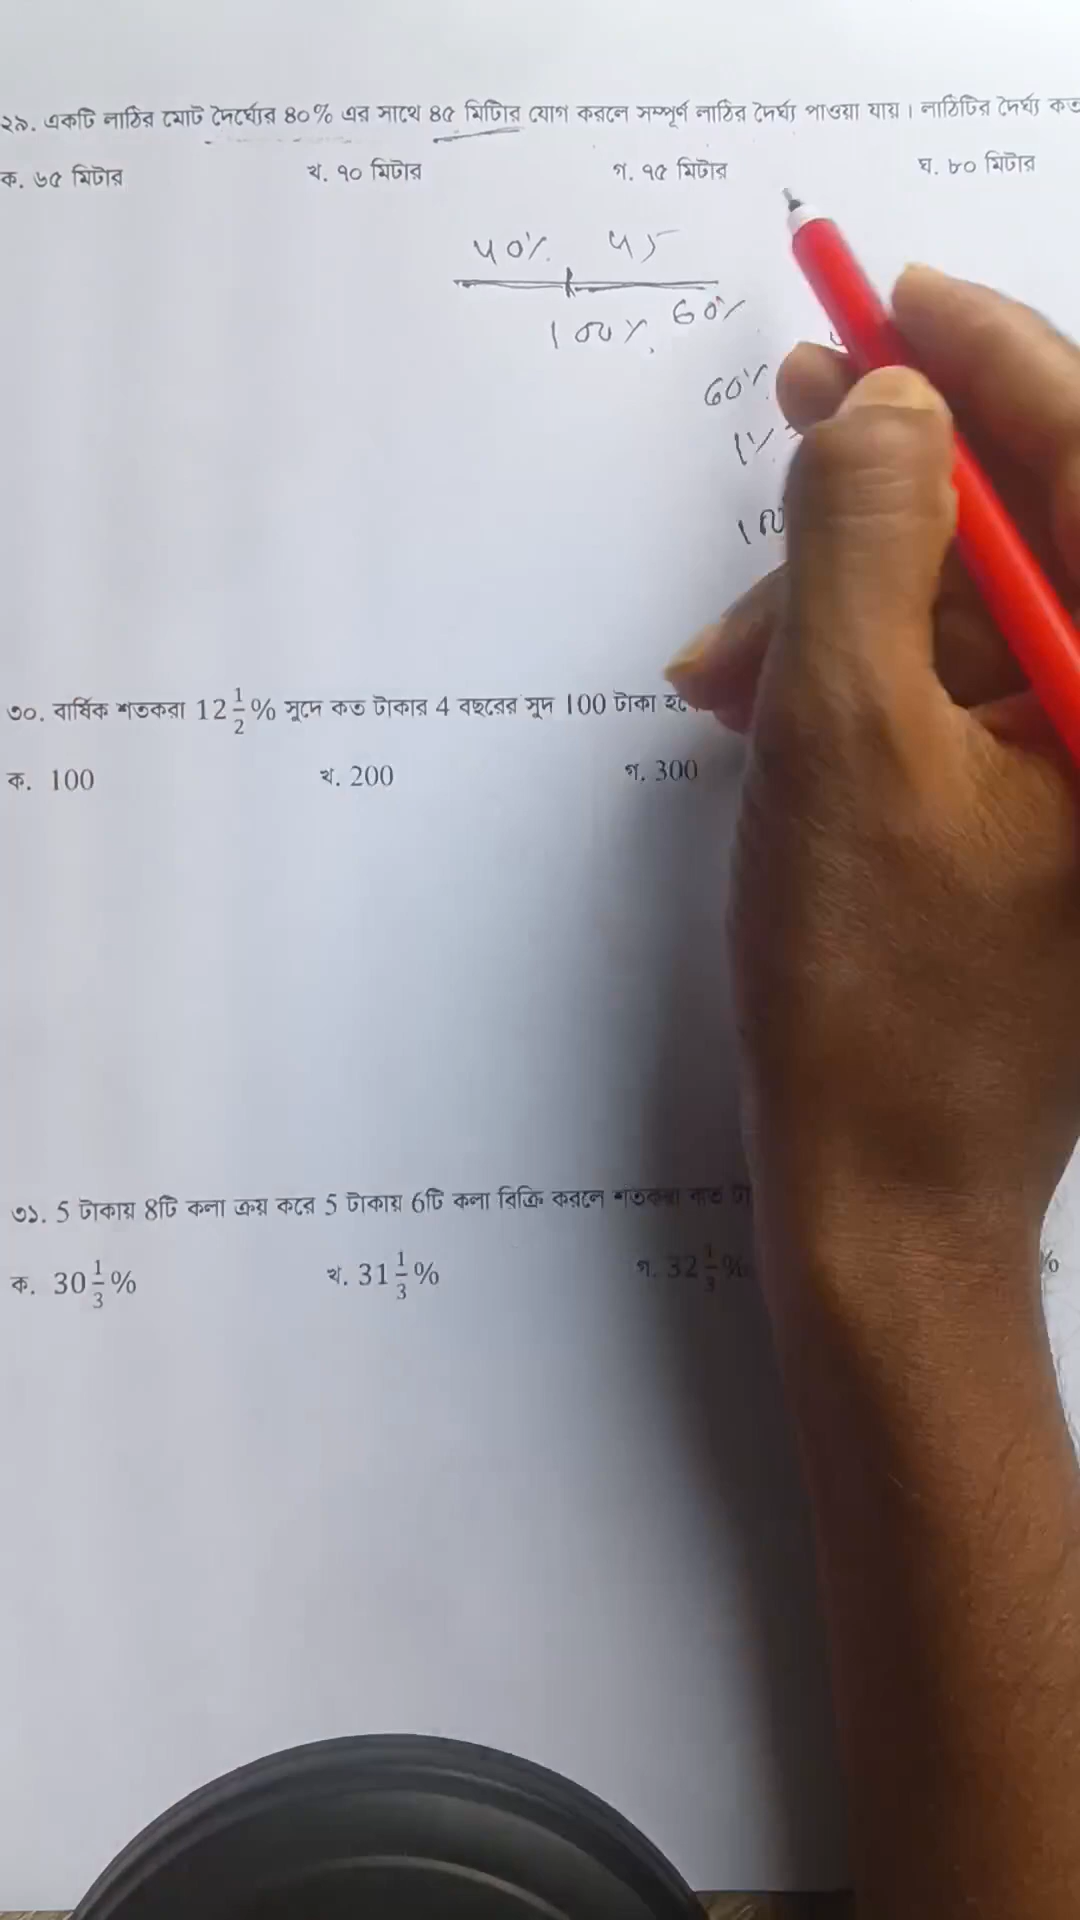 ২৯. একটি লাঠির মোট দৈর্ঘ্যের ৪০% এর সাথে ৪৫ মিটার যোগ করলে সম্পূর্ণ লাঠির দৈর্ঘ্য পাওয়া যায়। লাঠিটির দৈর্ঘ্য কত
ক. ৬৫ মিটার খ. ৭০ মিটার গ. ৭৫ মিটার ঘ. ৮০ মিটার
40% 45
100% 60%
60%
1% =
100
৩০. বার্ষিক শতকরা 12 1/2 % সুদে কত টাকার 4 বছরের সুদ 100 টাকা
ক. 100 খ. 200 গ. 300
৩১. 5 টাকায় 8টি কলা ক্রয় করে 5 টাকায় 6টি কলা বিক্রি করলে শতকরা কত
ক. 30 1/3 % খ. 31 1/3 % গ. 32 1/3 % %